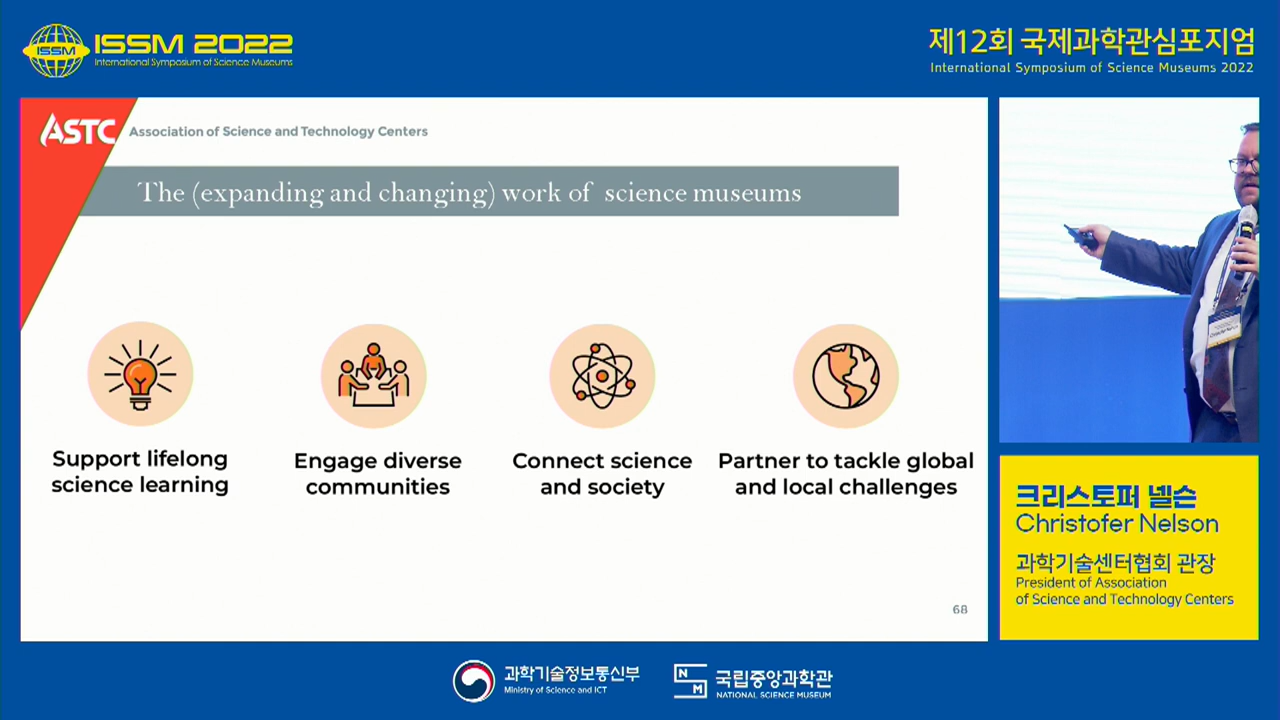 ISSM
ISSM 2022
International Symposium of Science Museums
제12회 국제과학관심포지엄
International Symposium of Science Museums 2022
ASTC
Association of Science and Technology Centers
The (expanding and changing) work of science museums
Support lifelong
science learning
Engage diverse
communities
Connect science
and society
Partner to tackle global
and local challenges
68
크리스토퍼 넬슨
Christofer Nelson
과학기술센터협회 관장
President of Association
of Science and Technology Centers
과학기술정보통신부
Ministry of Science and ICT
N
M
국립중앙과학관
NATIONAL SCIENCE MUSEUM